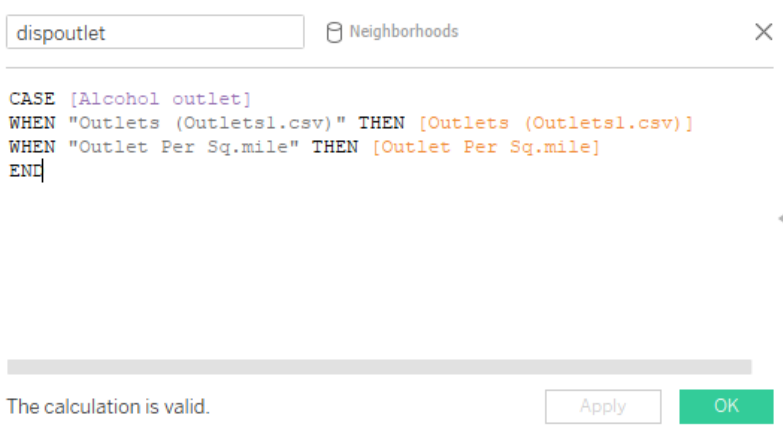 dispoutlet
Neighborhoods
CASE [Alcohol outlet]
WHEN "Outlets (Outlets1.csv)" THEN [Outlets (Outlets1.csv)]
WHEN "Outlet Per Sq.mile" THEN [Outlet Per Sq.mile]
END
The calculation is valid.
Apply
OK